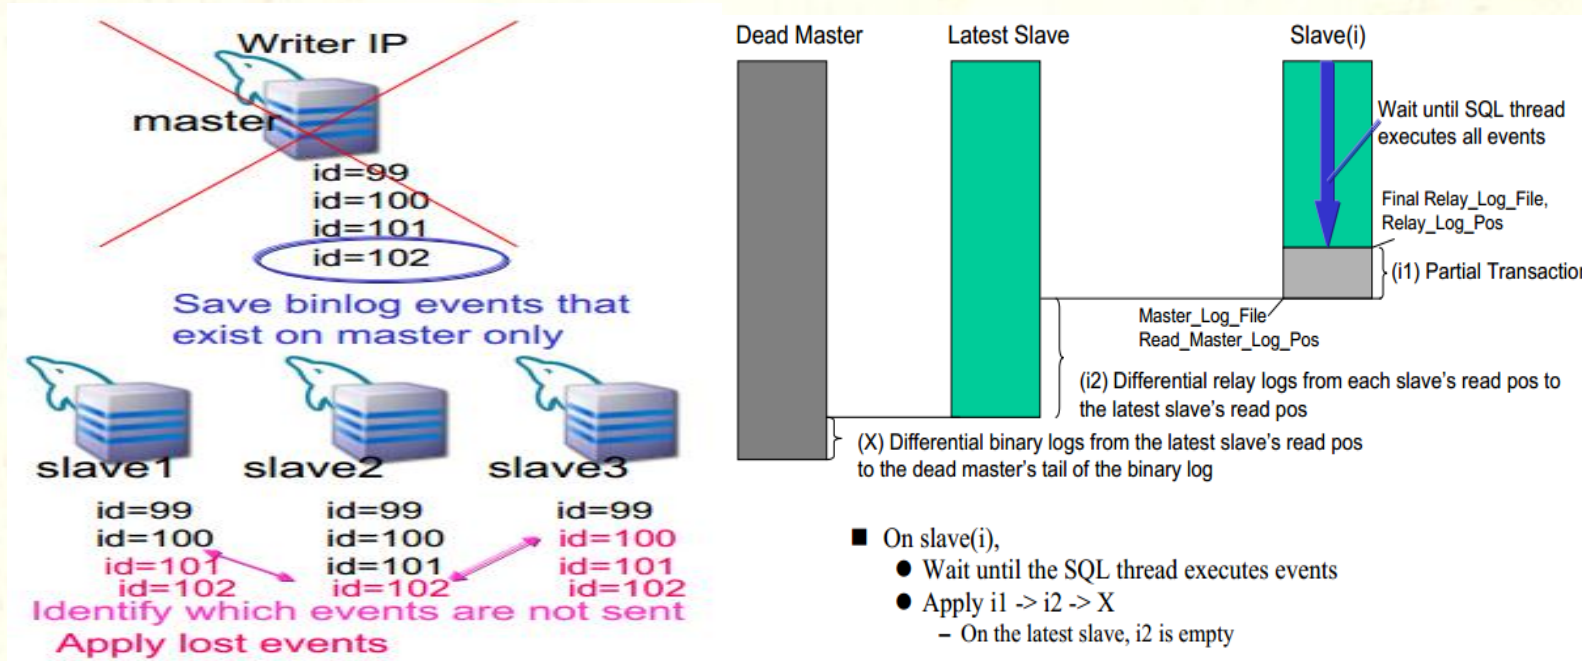 Writer IP
master
id=99
id=100
id=101
id=102
Save binlog events that
exist on master only
slave1
slave2
slave3
id=99
id=100
id=101
id=102
id=99
id=100
id=101
id=102
id=99
id=100
id=101
id=102
Identify which events are not sent
Apply lost events
Dead Master
Latest Slave
Slave(i)
Wait until SQL thread
executes all events
Final Relay_Log_File,
Relay_Log_Pos
(i1) Partial Transaction
Master_Log_File
Read_Master_Log_Pos
(i2) Differential relay logs from each slave's read pos to
the latest slave's read pos
(X) Differential binary logs from the latest slave's read pos
to the dead master's tail of the binary log
■ On slave(i),
● Wait until the SQL thread executes events
● Apply i1 -> i2 -> X
– On the latest slave, i2 is empty